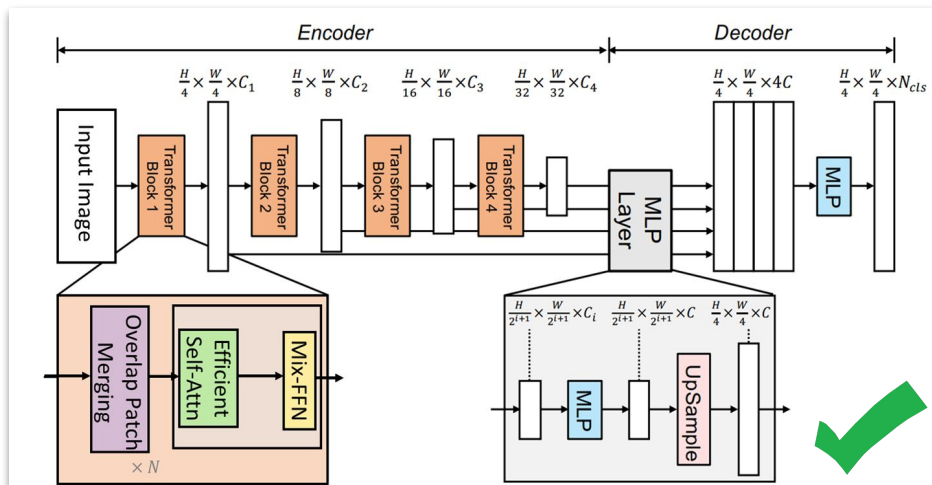 Encoder
Decoder
H/4 × W/4 × C₁
H/8 × W/8 × C₂
H/16 × W/16 × C₃
H/32 × W/32 × C₄
H/4 × W/4 × 4C
H/4 × W/4 × N_cls
Input Image
Transformer
Block 1
Transformer
Block 2
Transformer
Block 3
Transformer
Block 4
MLP
Layer
MLP
Overlap Patch
Merging
Efficient
Self-Attn
Mix-FFN
× N
H/2^{i+1} × W/2^{i+1} × Cᵢ
H/2^{i+1} × W/2^{i+1} × C
H/4 × W/4 × C
MLP
UpSample